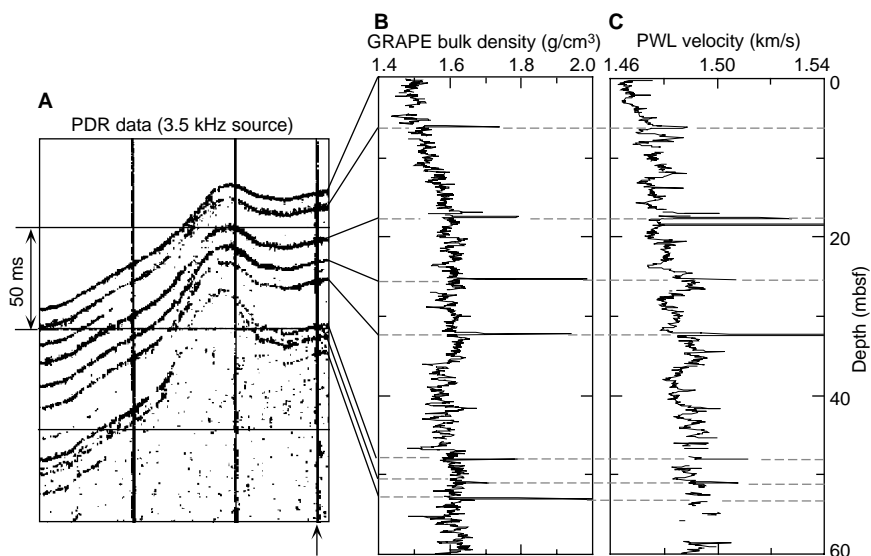 A
PDR data (3.5 kHz source)
50 ms
B
GRAPE bulk density (g/cm³)
1.4 1.6 1.8 2.0
C
PWL velocity (km/s)
1.46 1.50 1.54
0
20
40
60
Depth (mbsf)